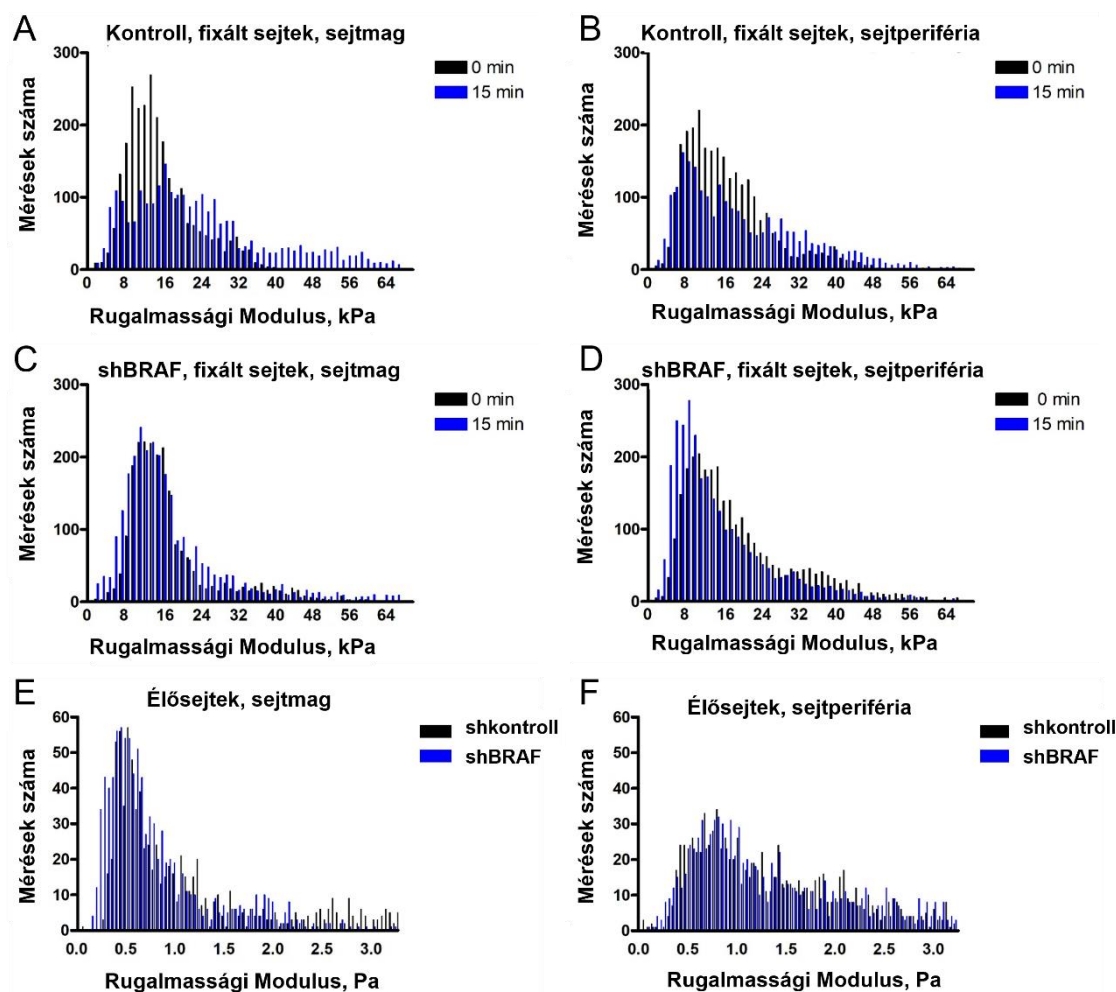 A
Kontroll, fixált sejtek, sejtmag
0 min
15 min
Mérések száma
300
200
100
0
0 8 16 24 32 40 48 56 64
Rugalmassági Modulus, kPa
B
Kontroll, fixált sejtek, sejtperiféria
0 min
15 min
Mérések száma
300
200
100
0
0 8 16 24 32 40 48 56 64
Rugalmassági Modulus, kPa
C
shBRAF, fixált sejtek, sejtmag
0 min
15 min
Mérések száma
300
200
100
0
0 8 16 24 32 40 48 56 64
Rugalmassági Modulus, kPa
D
shBRAF, fixált sejtek, sejtperiféria
0 min
15 min
Mérések száma
300
200
100
0
0 8 16 24 32 40 48 56 64
Rugalmassági Modulus, kPa
E
Élősejtek, sejtmag
shkontroll
shBRAF
Mérések száma
60
50
40
30
20
10
0
0.0 0.5 1.0 1.5 2.0 2.5 3.0
Rugalmassági Modulus, Pa
F
Élősejtek, sejtperiféria
shkontroll
shBRAF
Mérések száma
60
50
40
30
20
10
0
0.0 0.5 1.0 1.5 2.0 2.5 3.0
Rugalmassági Modulus, Pa